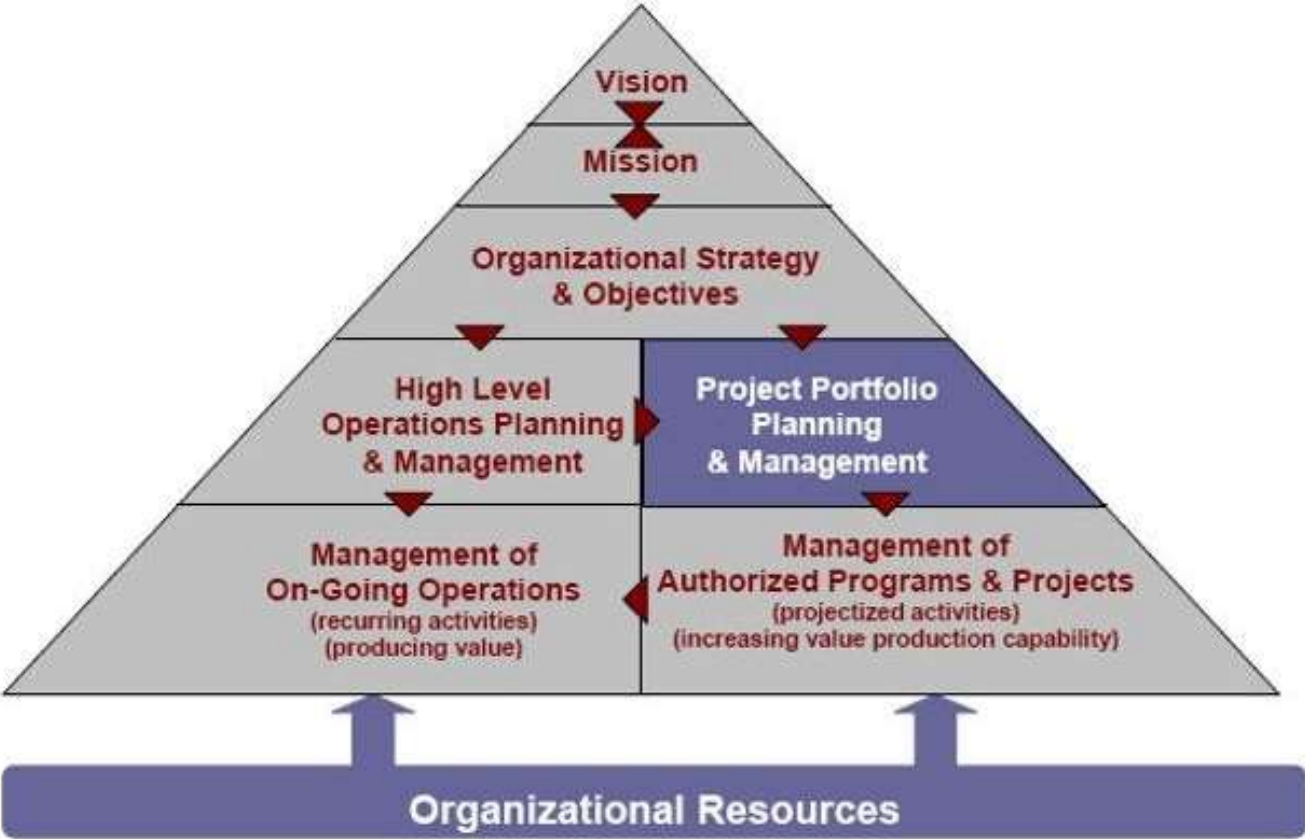 Vision
Mission
Organizational Strategy
& Objectives
High Level
Operations Planning
& Management
Project Portfolio
Planning
& Management
Management of
On-Going Operations
(recurring activities)
(producing value)
Management of
Authorized Programs & Projects
(projectized activities)
(increasing value production capability)
Organizational Resources